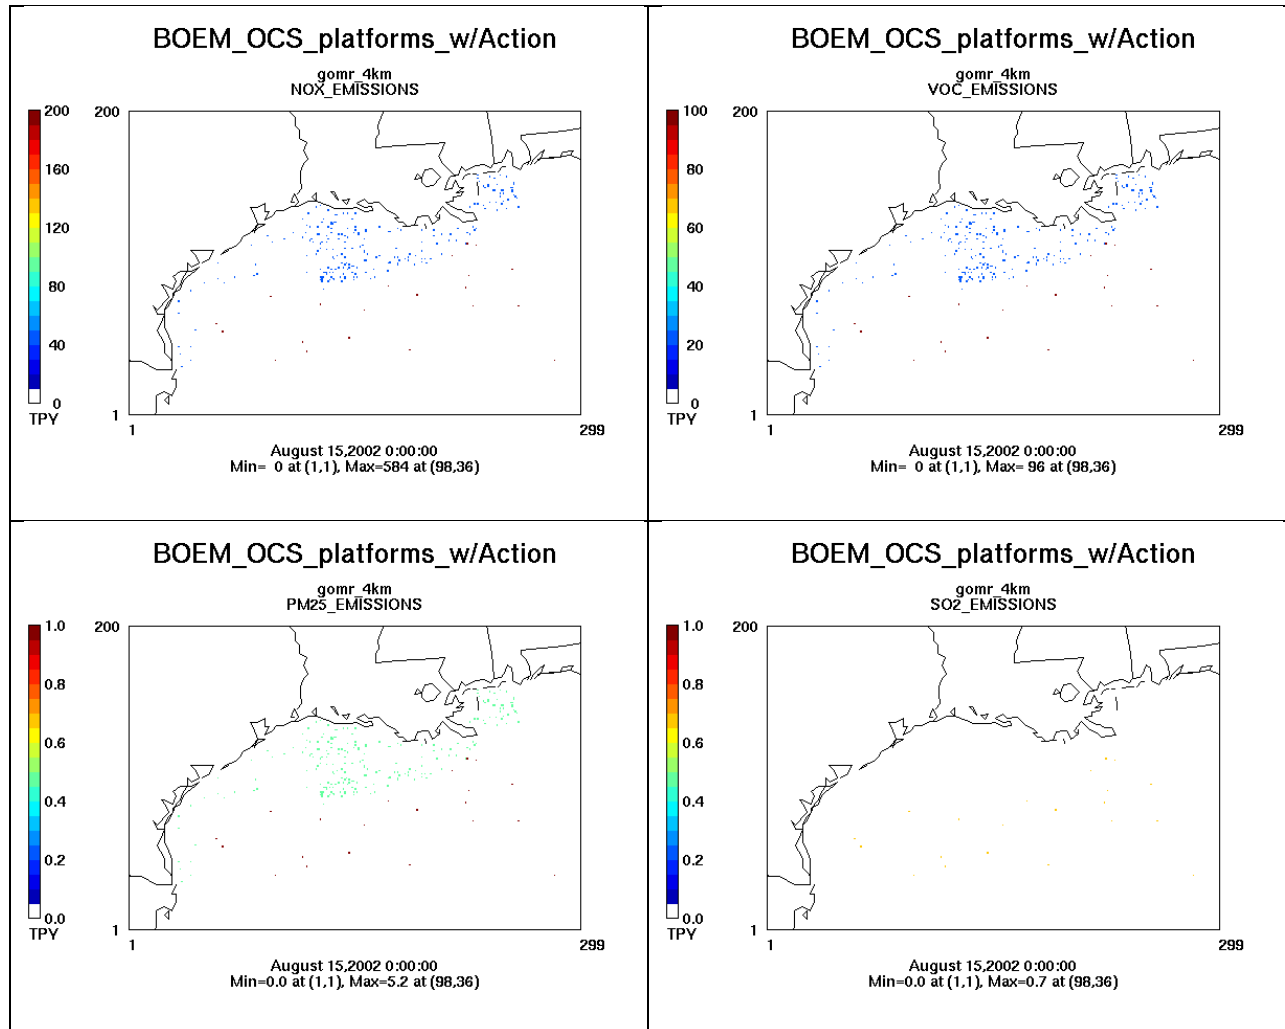 BOEM_OCS_platforms_w/Action
gomr_4km
NOX_EMISSIONS
200
160
120
80
40
0
TPY
200
1
1
299
August 15,2002 0:00:00
Min= 0 at (1,1), Max=584 at (98,36)
BOEM_OCS_platforms_w/Action
gomr_4km
VOC_EMISSIONS
100
80
60
40
20
0
TPY
200
1
1
299
August 15,2002 0:00:00
Min= 0 at (1,1), Max= 96 at (98,36)
BOEM_OCS_platforms_w/Action
gomr_4km
PM25_EMISSIONS
1.0
0.8
0.6
0.4
0.2
0.0
TPY
200
1
1
299
August 15,2002 0:00:00
Min=0.0 at (1,1), Max=5.2 at (98,36)
BOEM_OCS_platforms_w/Action
gomr_4km
SO2_EMISSIONS
1.0
0.8
0.6
0.4
0.2
0.0
TPY
200
1
1
299
August 15,2002 0:00:00
Min=0.0 at (1,1), Max=0.7 at (98,36)